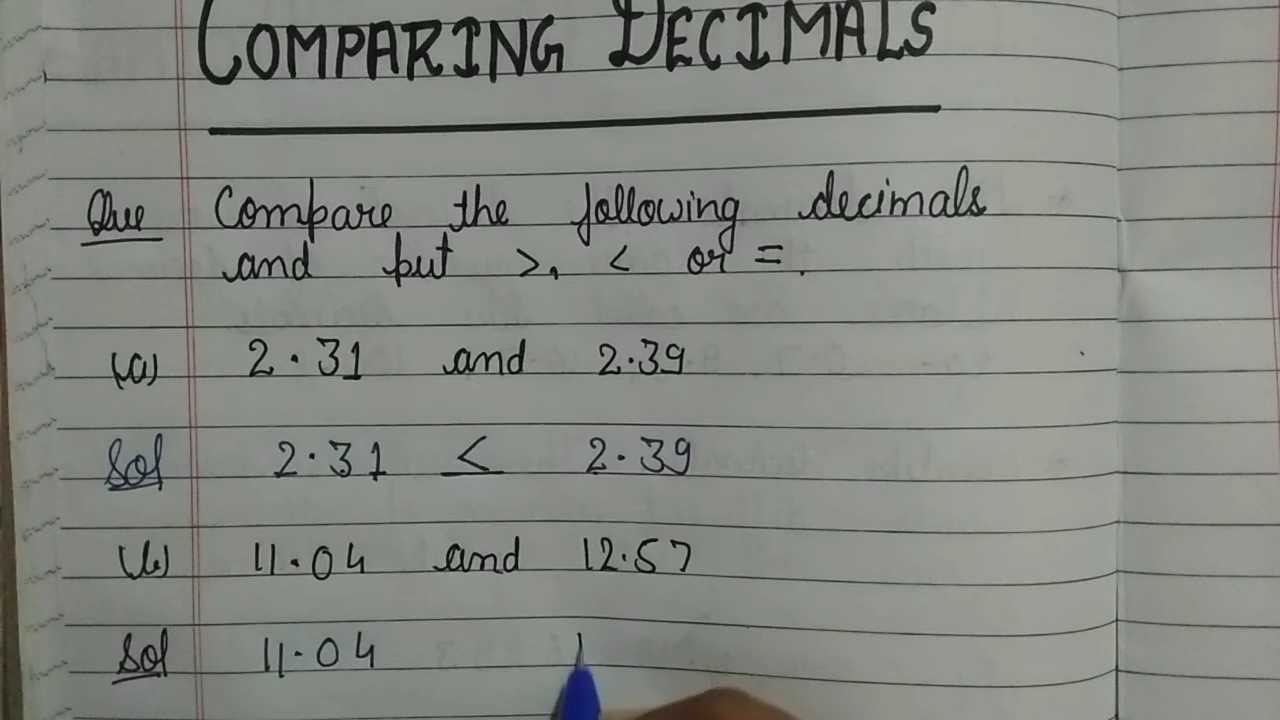 COMPARING DECIMALS
Que Compare the following decimals
and put >, < or =.
(a) 2.31 and 2.39
Sol 2.31 < 2.39
(b) 11.04 and 12.57
Sol 11.04 1